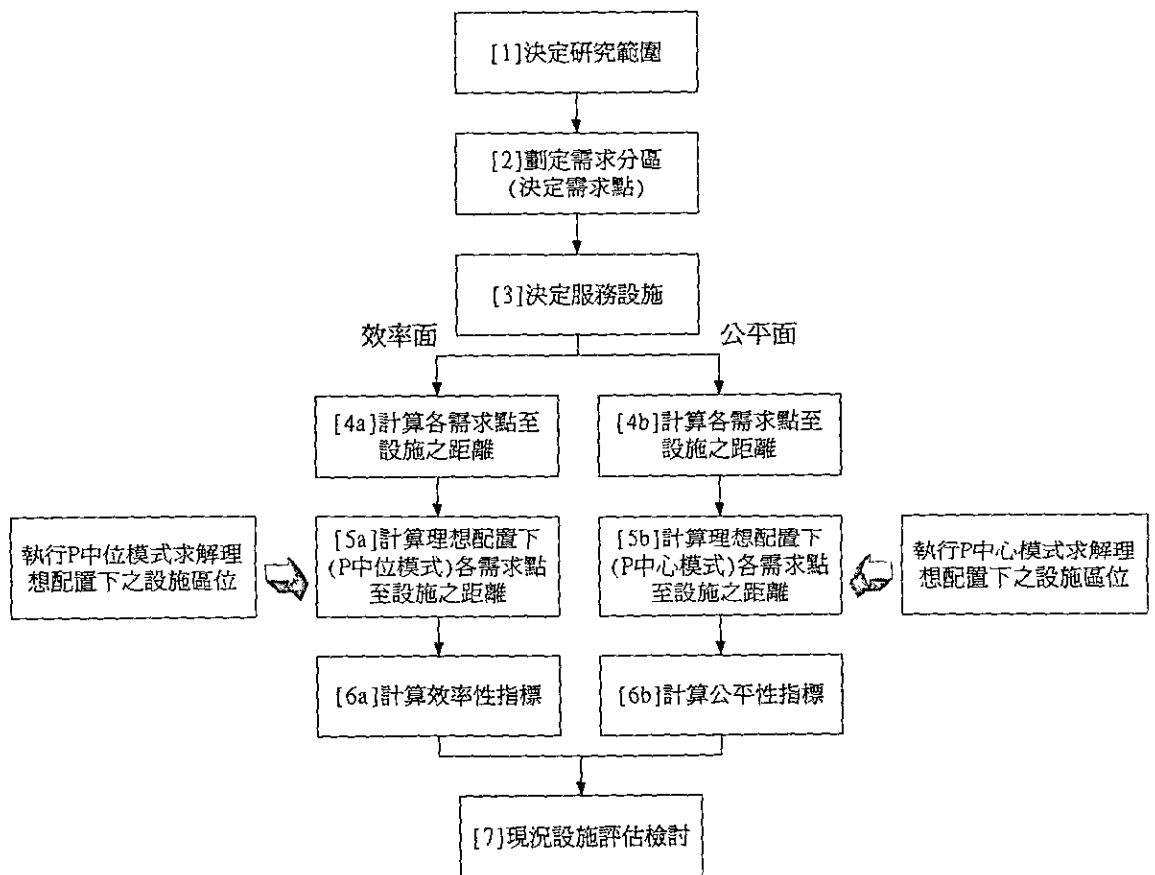 [1]決定研究範圍
[2]劃定需求分區
(決定需求點)
[3]決定服務設施
效率面
公平面
[4a]計算各需求點至
設施之距離
[4b]計算各需求點至
設施之距離
執行P中位模式求解理
想配置下之設施區位
[5a]計算理想配置下
(P中位模式)各需求點
至設施之距離
[5b]計算理想配置下
(P中心模式)各需求點
至設施之距離
執行P中心模式求解理
想配置下之設施區位
[6a]計算效率性指標
[6b]計算公平性指標
[7]現況設施評估檢討